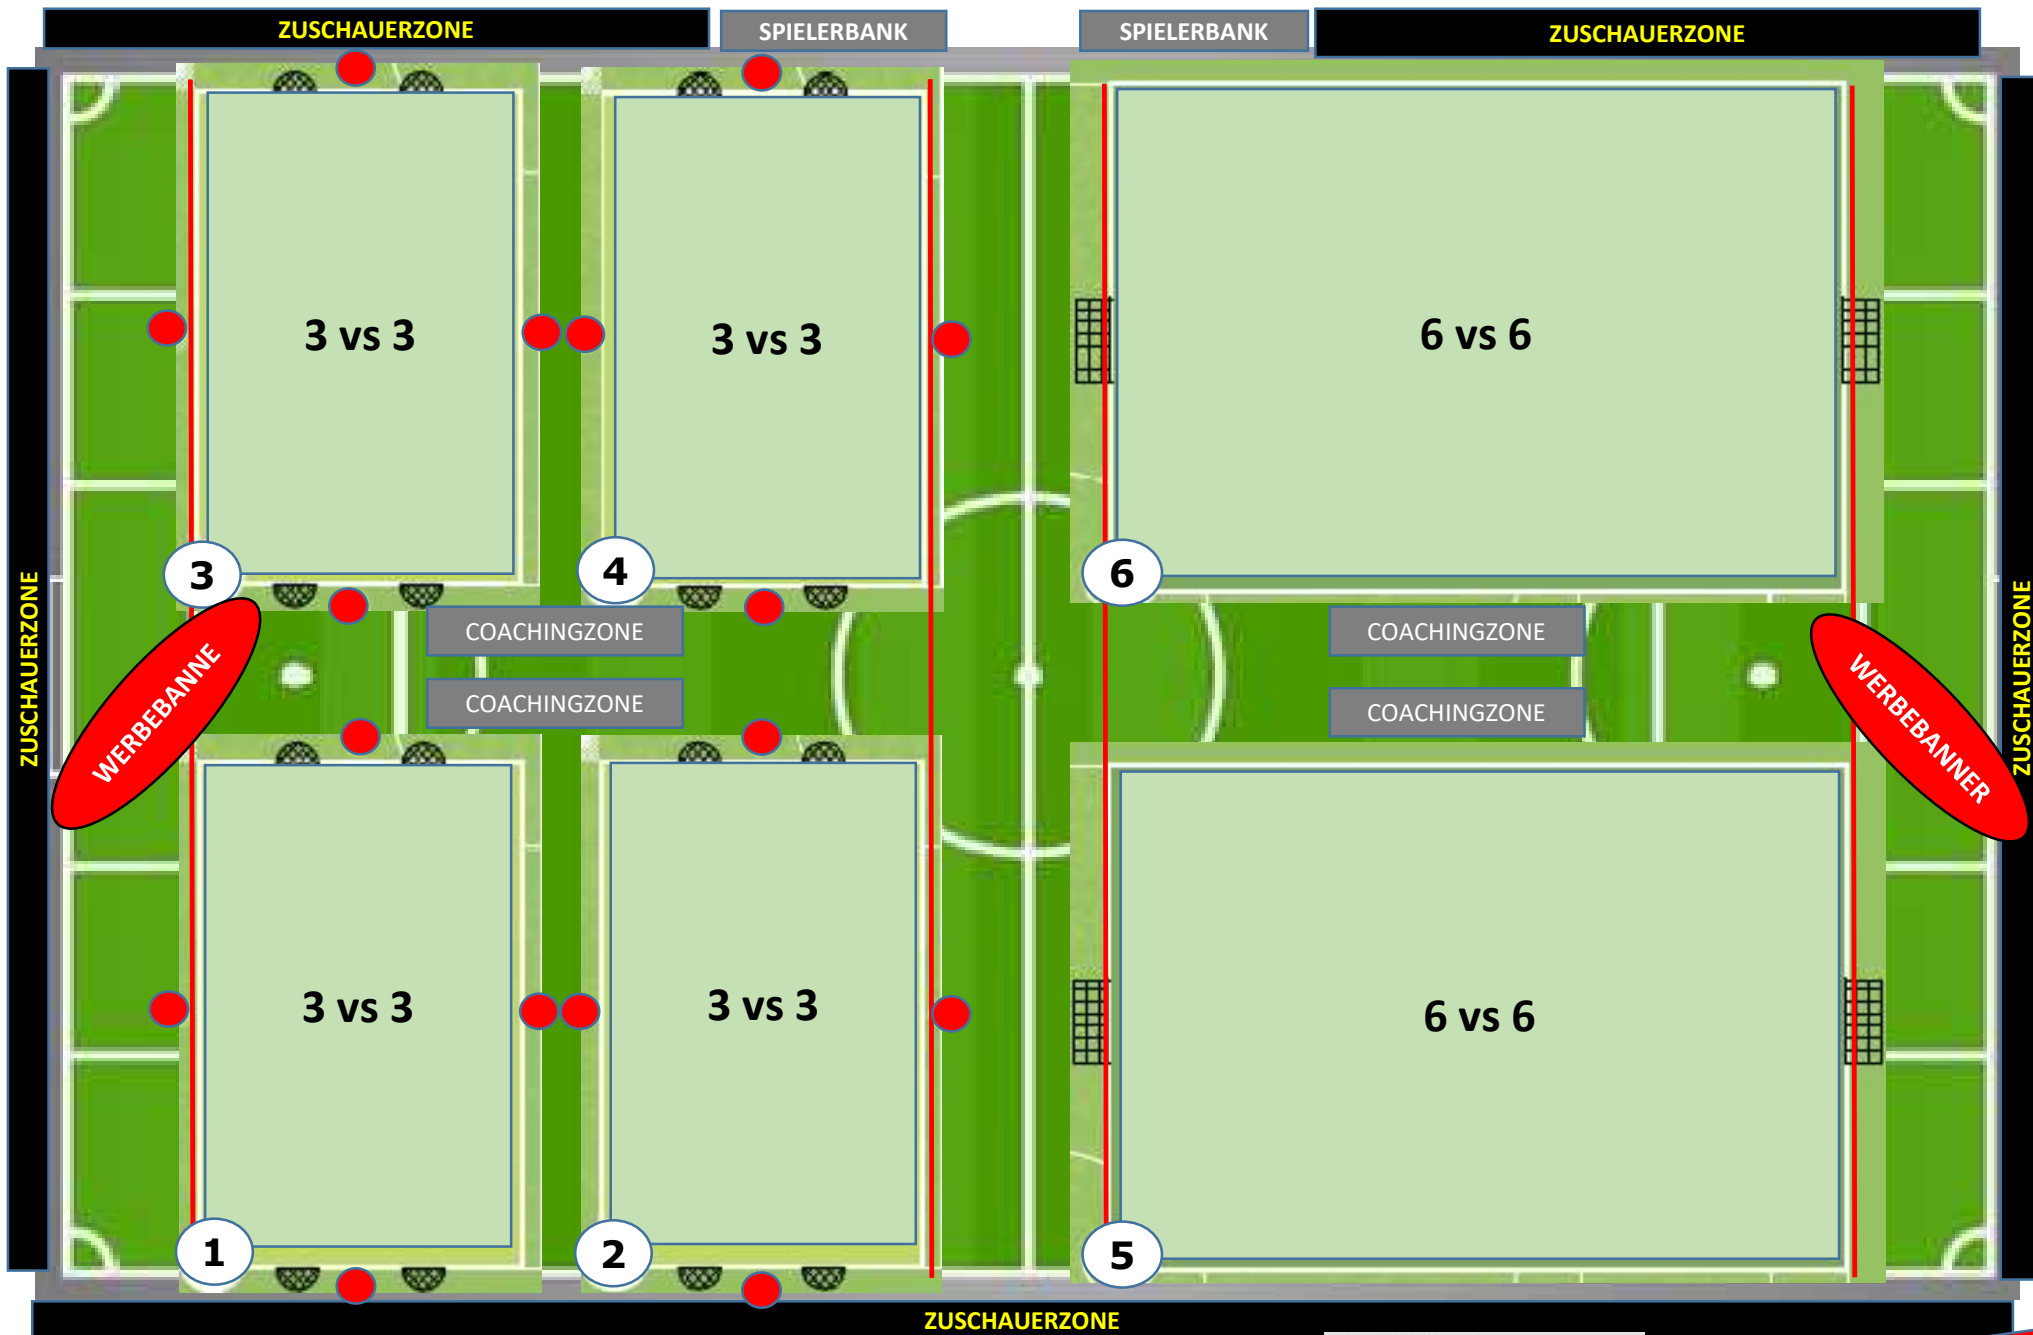 ZUSCHAUERZONE
SPIELERBANK
SPIELERBANK
ZUSCHAUERZONE
3 vs 3
3 vs 3
6 vs 6
3
4
6
ZUSCHAUERZONE
WERBEBANNE
COACHINGZONE
COACHINGZONE
COACHINGZONE
COACHINGZONE
WERBEBANNER
ZUSCHAUERZONE
3 vs 3
3 vs 3
6 vs 6
1
2
5
ZUSCHAUERZONE